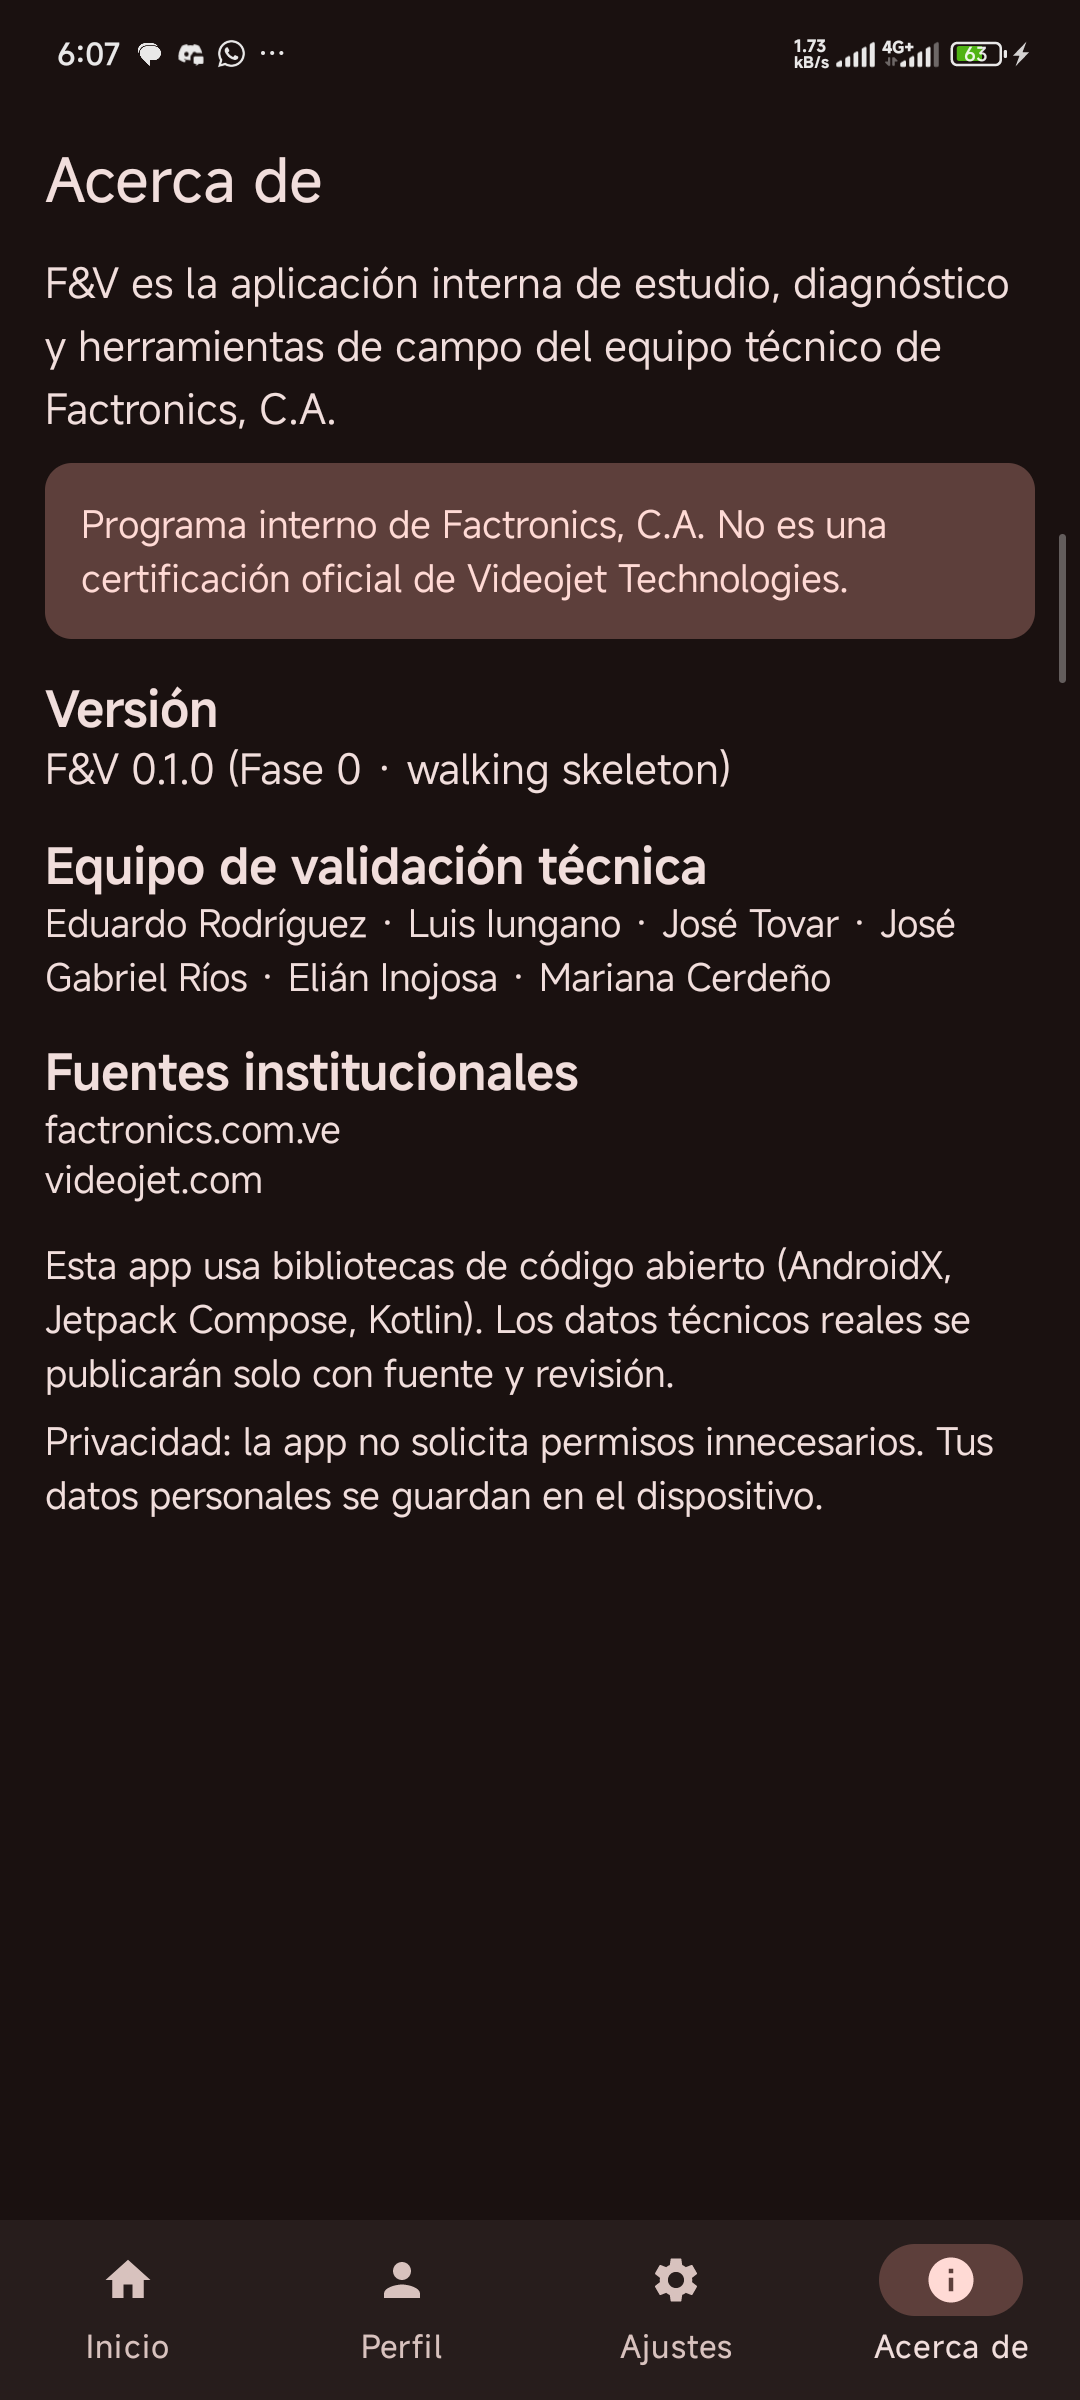 6:07 ... 1.73 kB/s 4G+ 63
Acerca de
F&V es la aplicación interna de estudio, diagnóstico
y herramientas de campo del equipo técnico de
Factronics, C.A.
Programa interno de Factronics, C.A. No es una
certificación oficial de Videojet Technologies.
Versión
F&V 0.1.0 (Fase 0 · walking skeleton)
Equipo de validación técnica
Eduardo Rodríguez · Luis Iungano · José Tovar · José
Gabriel Ríos · Elián Inojosa · Mariana Cerdeño
Fuentes institucionales
factronics.com.ve
videojet.com
Esta app usa bibliotecas de código abierto (AndroidX,
Jetpack Compose, Kotlin). Los datos técnicos reales se
publicarán solo con fuente y revisión.
Privacidad: la app no solicita permisos innecesarios. Tus
datos personales se guardan en el dispositivo.
Inicio Perfil Ajustes Acerca de